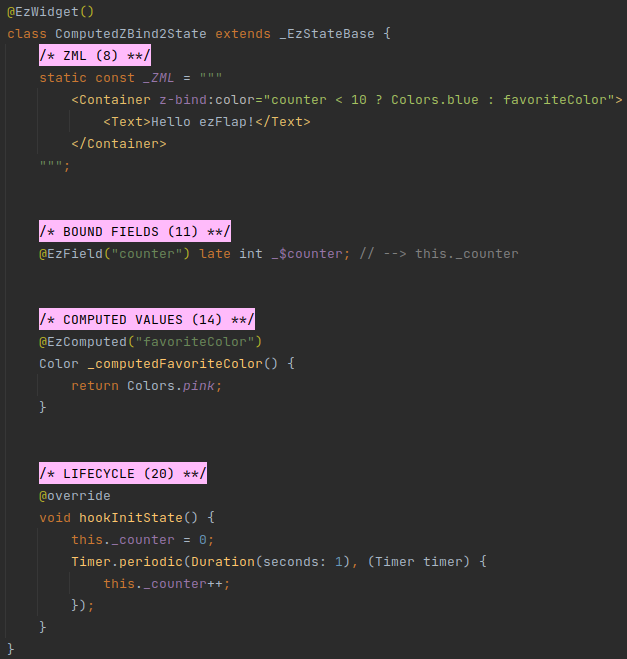 @EzWidget()
class ComputedZBind2State extends _EzStateBase {
/* ZML (8) **/
static const _ZML = """
<Container z-bind:color="counter < 10 ? Colors.blue : favoriteColor">
<Text>Hello ezFlap!</Text>
</Container>
""";
/* BOUND FIELDS (11) **/
@EzField("counter") late int _$counter; // --> this._counter
/* COMPUTED VALUES (14) **/
@EzComputed("favoriteColor")
Color _computedFavoriteColor() {
return Colors.pink;
}
/* LIFECYCLE (20) **/
@override
void hookInitState() {
this._counter = 0;
Timer.periodic(Duration(seconds: 1), (Timer timer) {
this._counter++;
});
}
}